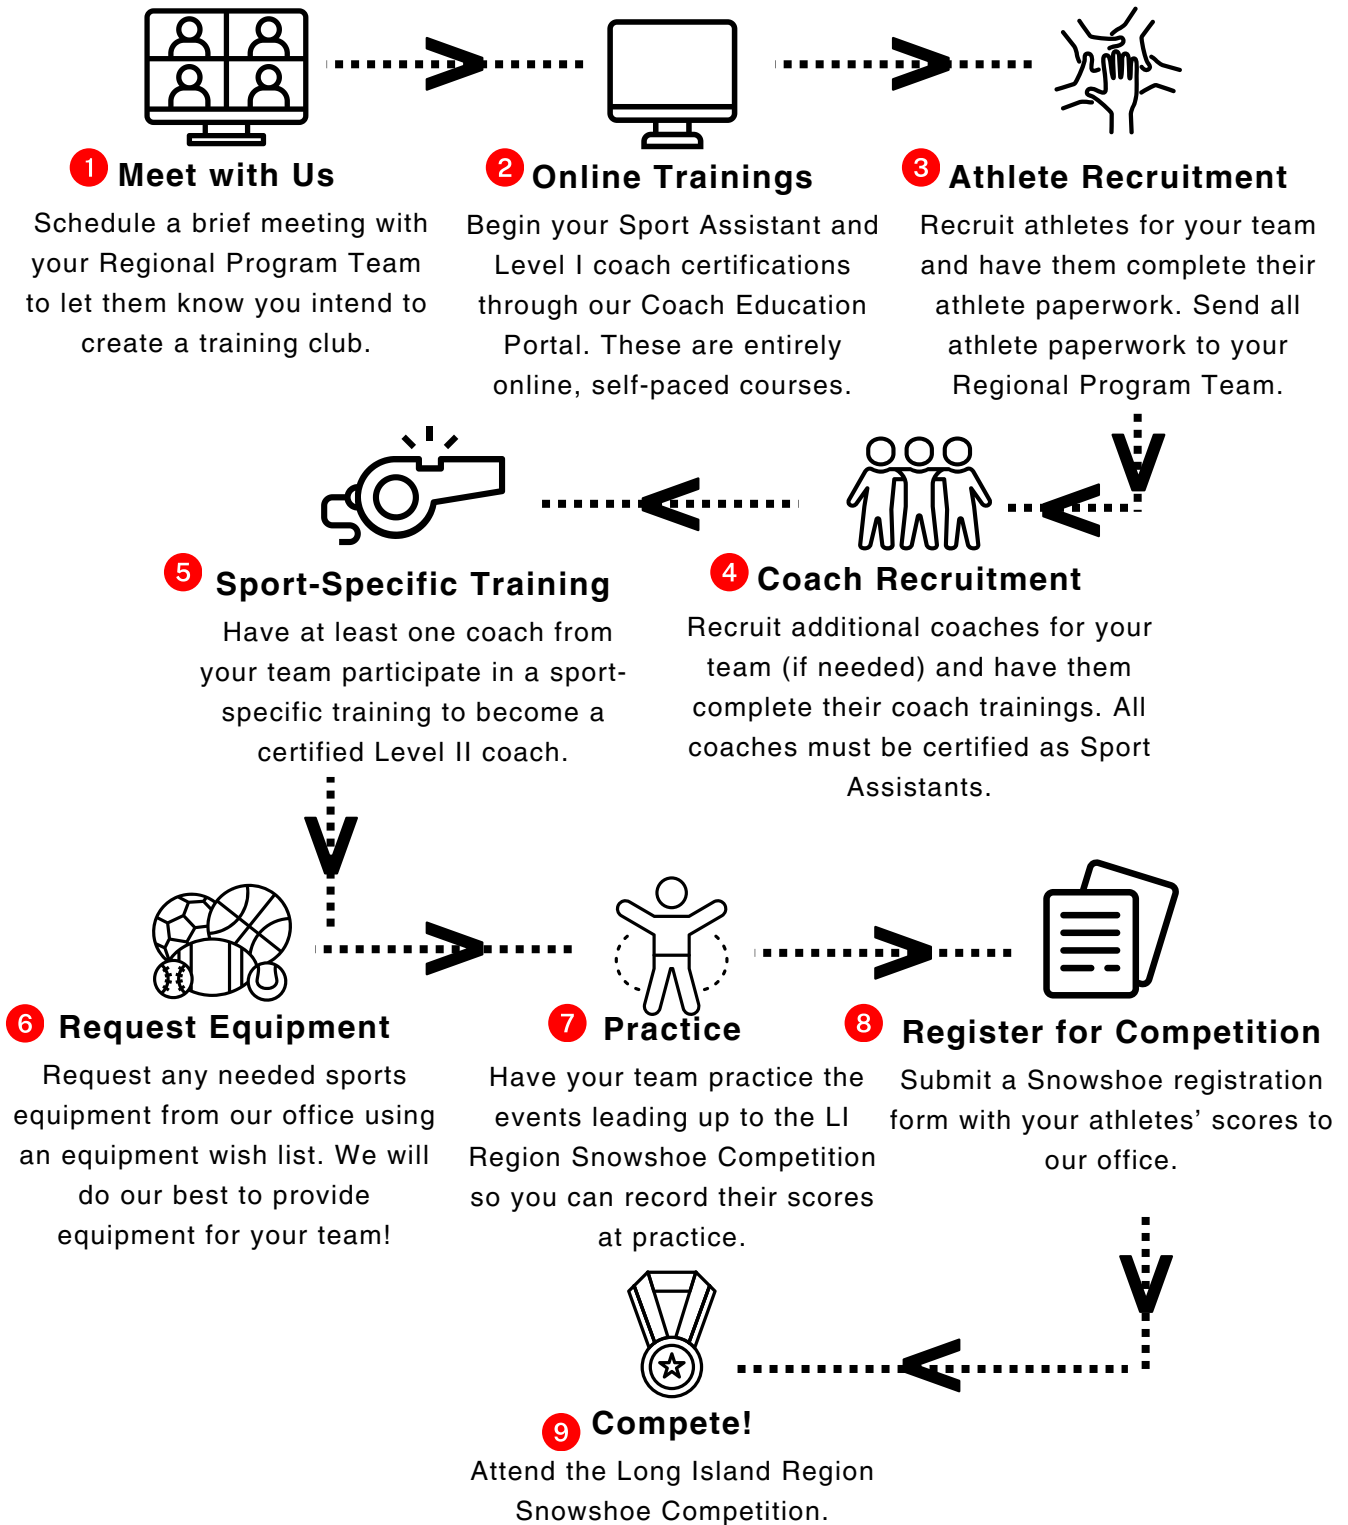 1 Meet with Us
Schedule a brief meeting with
your Regional Program Team
to let them know you intend to
create a training club.
2 Online Trainings
Begin your Sport Assistant and
Level I coach certifications
through our Coach Education
Portal. These are entirely
online, self-paced courses.
3 Athlete Recruitment
Recruit athletes for your team
and have them complete their
athlete paperwork. Send all
athlete paperwork to your
Regional Program Team.
4 Coach Recruitment
Recruit additional coaches for your
team (if needed) and have them
complete their coach trainings. All
coaches must be certified as Sport
Assistants.
5 Sport-Specific Training
Have at least one coach from
your team participate in a sport-
specific training to become a
certified Level II coach.
6 Request Equipment
Request any needed sports
equipment from our office using
an equipment wish list. We will
do our best to provide
equipment for your team!
7 Practice
Have your team practice the
events leading up to the LI
Region Snowshoe Competition
so you can record their scores
at practice.
8 Register for Competition
Submit a Snowshoe registration
form with your athletes’ scores to
our office.
9 Compete!
Attend the Long Island Region
Snowshoe Competition.